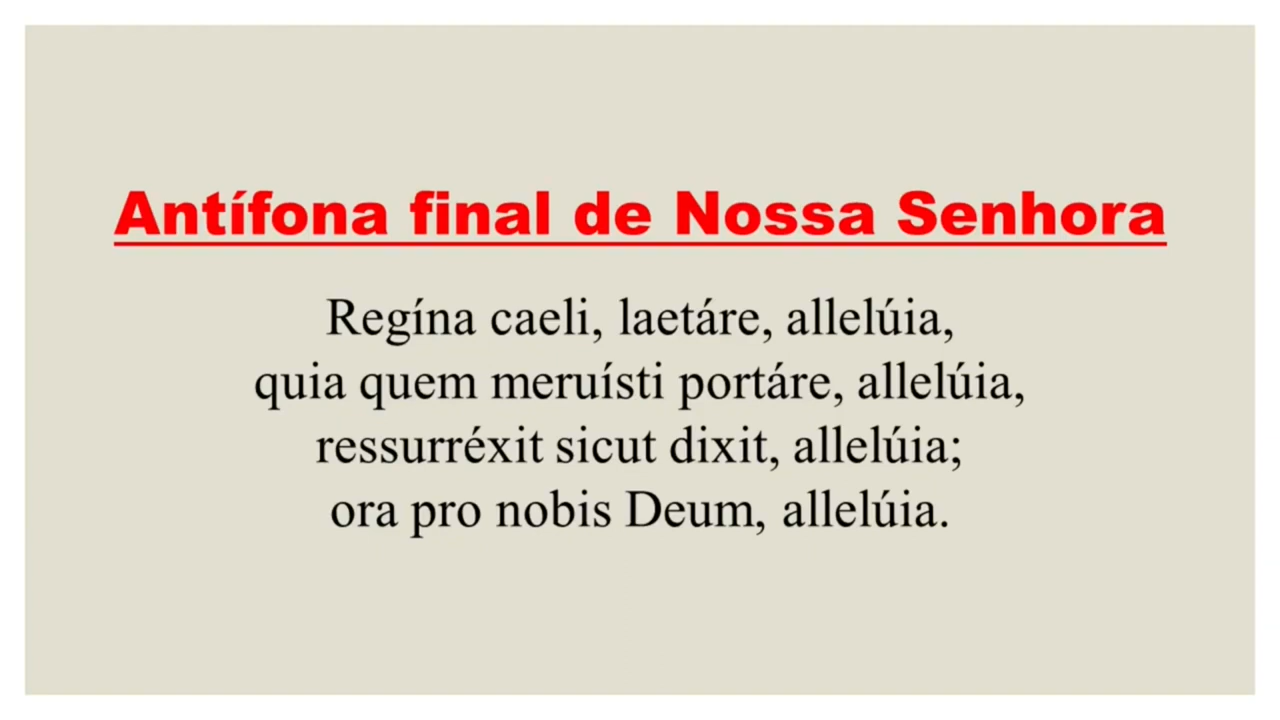 Antífona final de Nossa Senhora
Regína caeli, laetáre, allelúia,
quia quem meruísti portáre, allelúia,
ressurréxit sicut dixit, allelúia;
ora pro nobis Deum, allelúia.